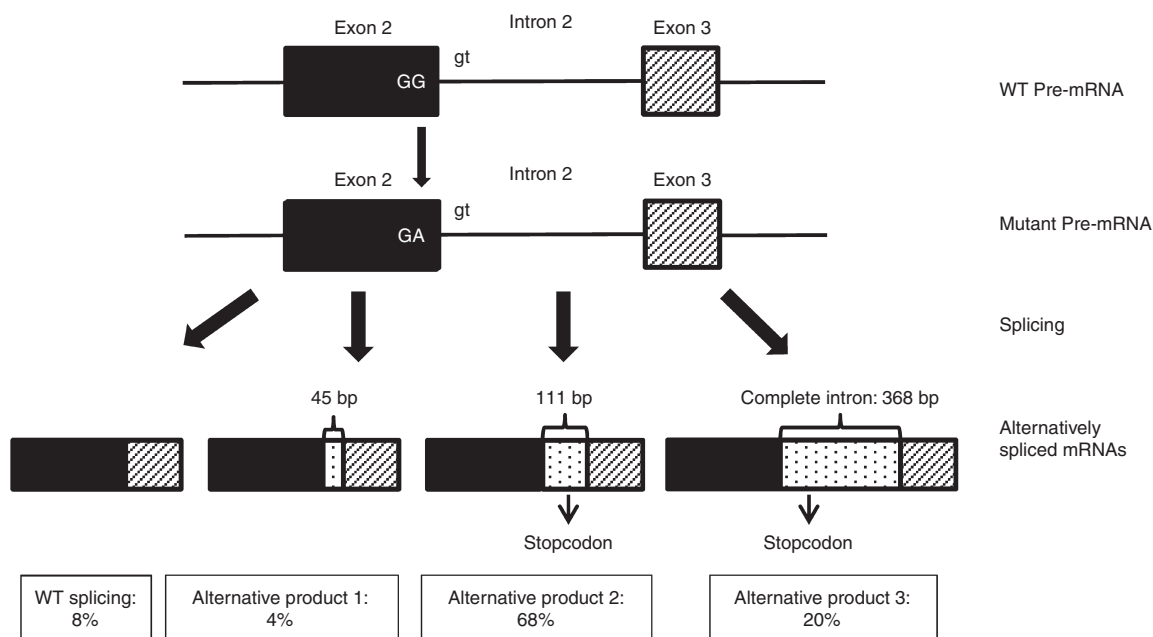 Exon 2
Intron 2
Exon 3
gt
GG
WT Pre-mRNA
Exon 2
Intron 2
Exon 3
gt
GA
Mutant Pre-mRNA
Splicing
45 bp
111 bp
Complete intron: 368 bp
Alternatively
spliced mRNAs
Stopcodon
Stopcodon
WT splicing:
8%
Alternative product 1:
4%
Alternative product 2:
68%
Alternative product 3:
20%